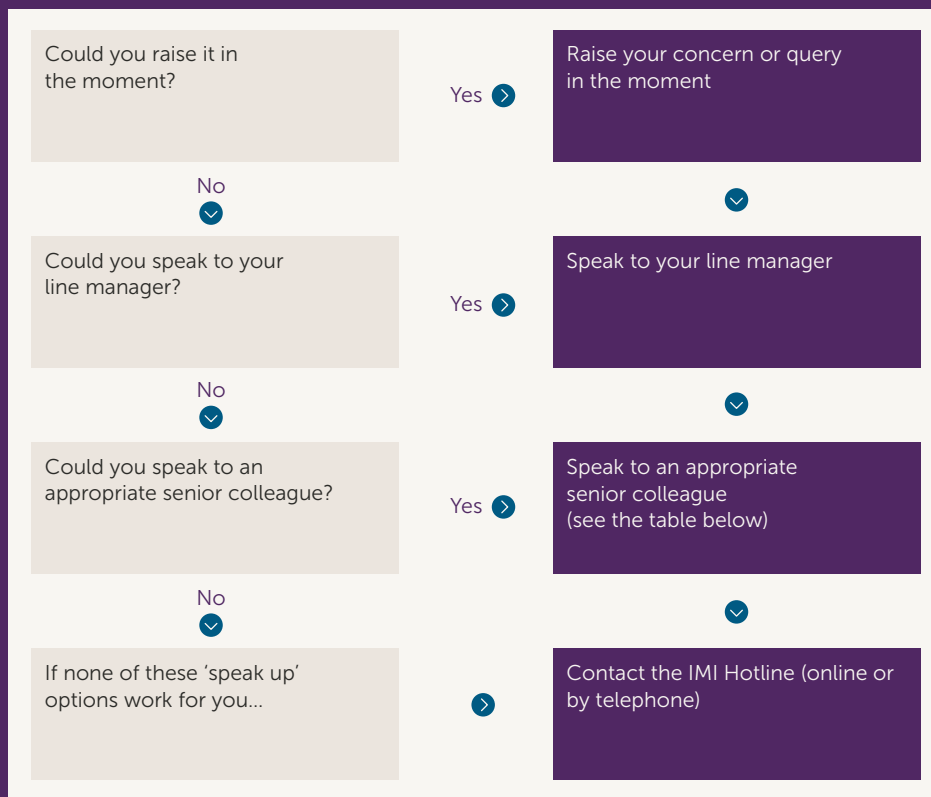 Could you raise it in
the moment?
Yes
Raise your concern or query
in the moment
No
Could you speak to your
line manager?
Yes
Speak to your line manager
No
Could you speak to an
appropriate senior colleague?
Yes
Speak to an appropriate
senior colleague
(see the table below)
No
If none of these ‘speak up’
options work for you...
Contact the IMI Hotline (online or
by telephone)